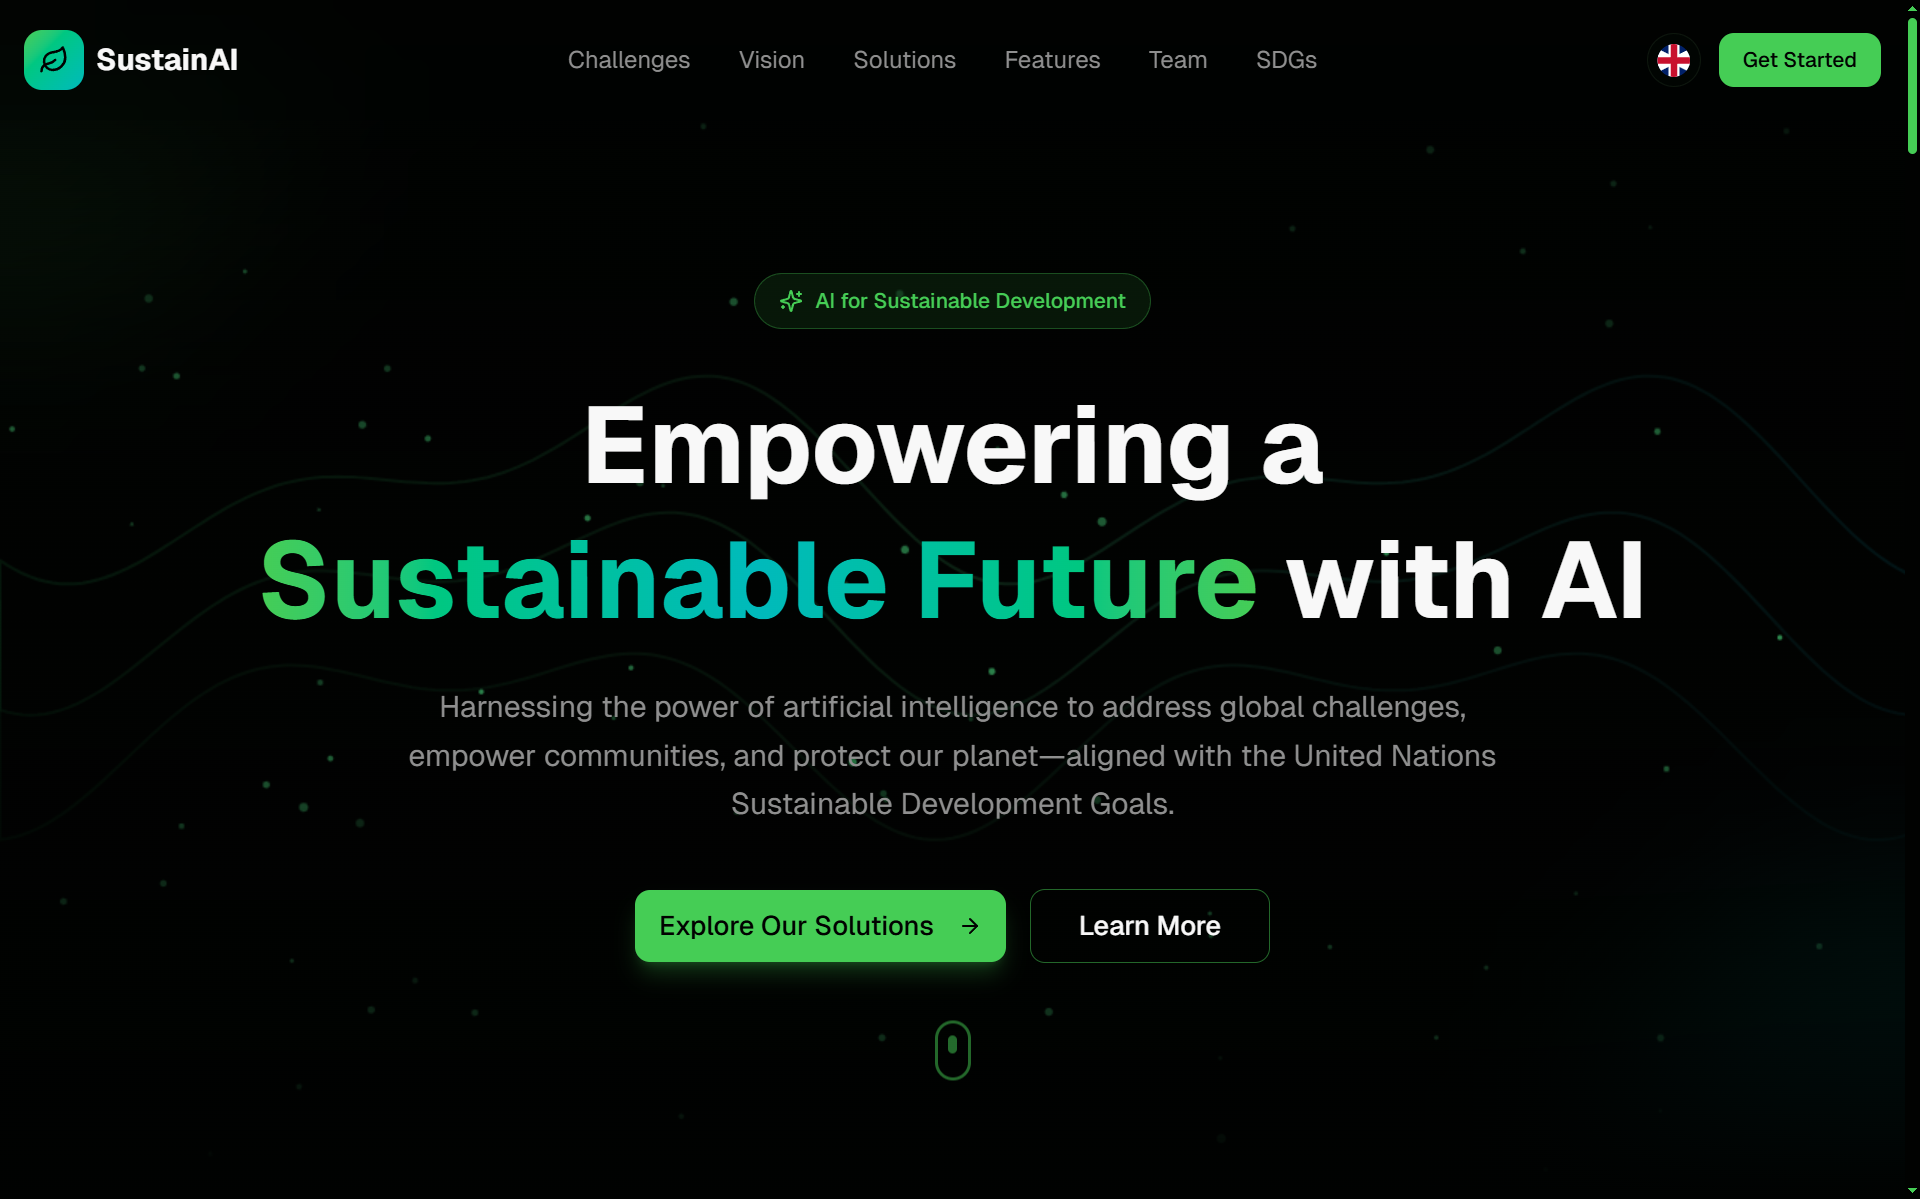 SustainAI
Challenges
Vision
Solutions
Features
Team
SDGs
Get Started
AI for Sustainable Development
Empowering a
Sustainable Future with AI
Harnessing the power of artificial intelligence to address global challenges,
empower communities, and protect our planet—aligned with the United Nations
Sustainable Development Goals.
Explore Our Solutions
Learn More